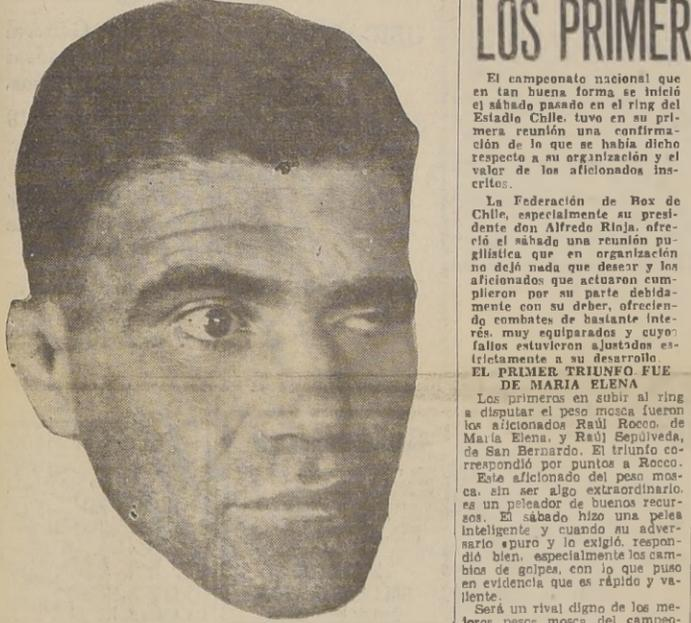 LOS PRIMER
El campeonato nacional que
en tan buena forma se inició
el sábado pasado en el ring del
Estadio Chile, tuvo en su pri-
mera reunión una confirma-
ción de lo que se había dicho
respecto a su organización y el
valor de los aficionados ins-
critos.
La Federación de Box de
Chile, especialmente su presi-
dente don Alfredo Rioja, ofre-
ció el sábado una reunión pu-
gilística que en organización
no dejó nada que desear y los
aficionados que actuaron cum-
plieron por su parte debida-
mente con su deber, ofrecien-
do combates de bastante inte-
rés, muy equiparados y cuyos
fallos estuvieron ajustados es-
trictamente a su desarrollo.
EL PRIMER TRIUNFO FUE
DE MARIA ELENA
Los primeros en subir al ring
a disputar el peso mosca fueron
los aficionados Raúl Rocco, de
María Elena, y Raúl Sepúlveda,
de San Bernardo. El triunfo co-
rrespondió por puntos a Rocco.
Este aficionado del peso mos-
ca, sin ser algo extraordinario,
es un peleador de buenos recur-
sos. El sábado hizo una pelea
inteligente y cuando su adver-
sario apuro y lo exigió, respon-
dió bien, especialmente los cam-
bios de golpes, con lo que puso
en evidencia que es rápido y va-
liente.
Será un rival digno de los me-
jores pesos mosca del campeo-